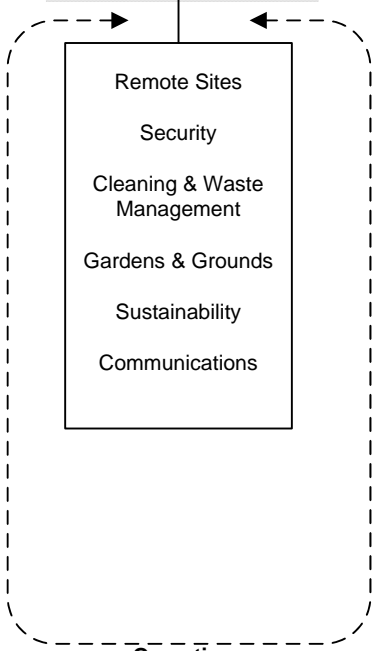 Remote Sites
Security
Cleaning & Waste
Management
Gardens & Grounds
Sustainability
Communications